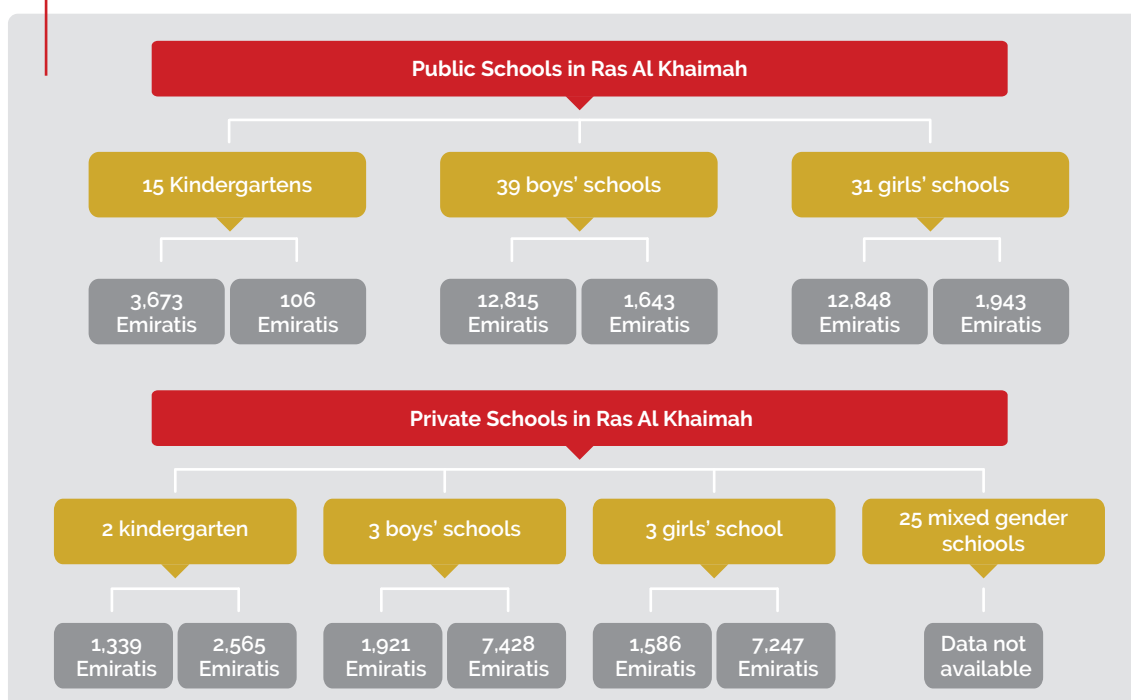 Public Schools in Ras Al Khaimah
15 Kindergartens
39 boys’ schools
31 girls’ schools
3,673
Emiratis
106
Emiratis
12,815
Emiratis
1,643
Emiratis
12,848
Emiratis
1,943
Emiratis
Private Schools in Ras Al Khaimah
2 kindergarten
3 boys’ schools
3 girls’ school
25 mixed gender
schiools
1,339
Emiratis
2,565
Emiratis
1,921
Emiratis
7,428
Emiratis
1,586
Emiratis
7,247
Emiratis
Data not
available